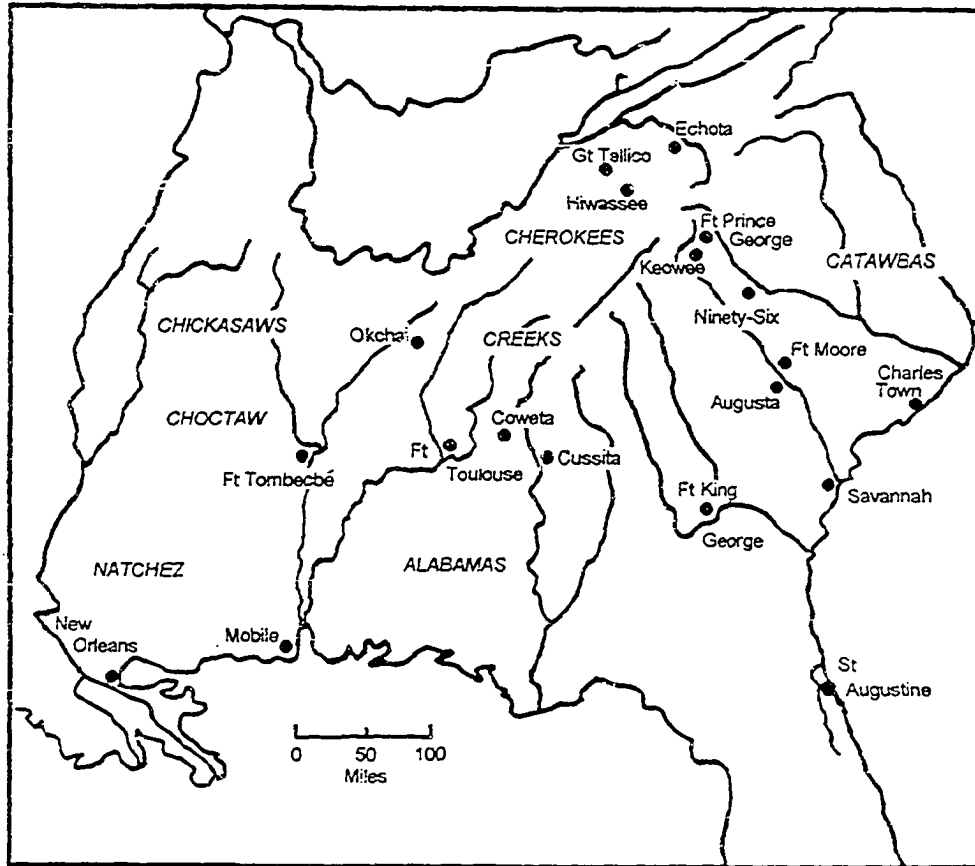 Echota
Gt Tellico
Hiwassee
CHEROKEES
Ft Prince
George
Keowee
CATAWBAS
Ninety-Six
CHICKASAWS
Okchai
CREEKS
Ft Moore
Charles
Town
Augusta
CHOCTAW
Coweta
Ft
Toulouse
Cussita
Ft Tombecbé
Ft King
George
Savannah
NATCHEZ
ALABAMAS
New
Orleans
Mobile
St
Augustine
0 50 100
Miles